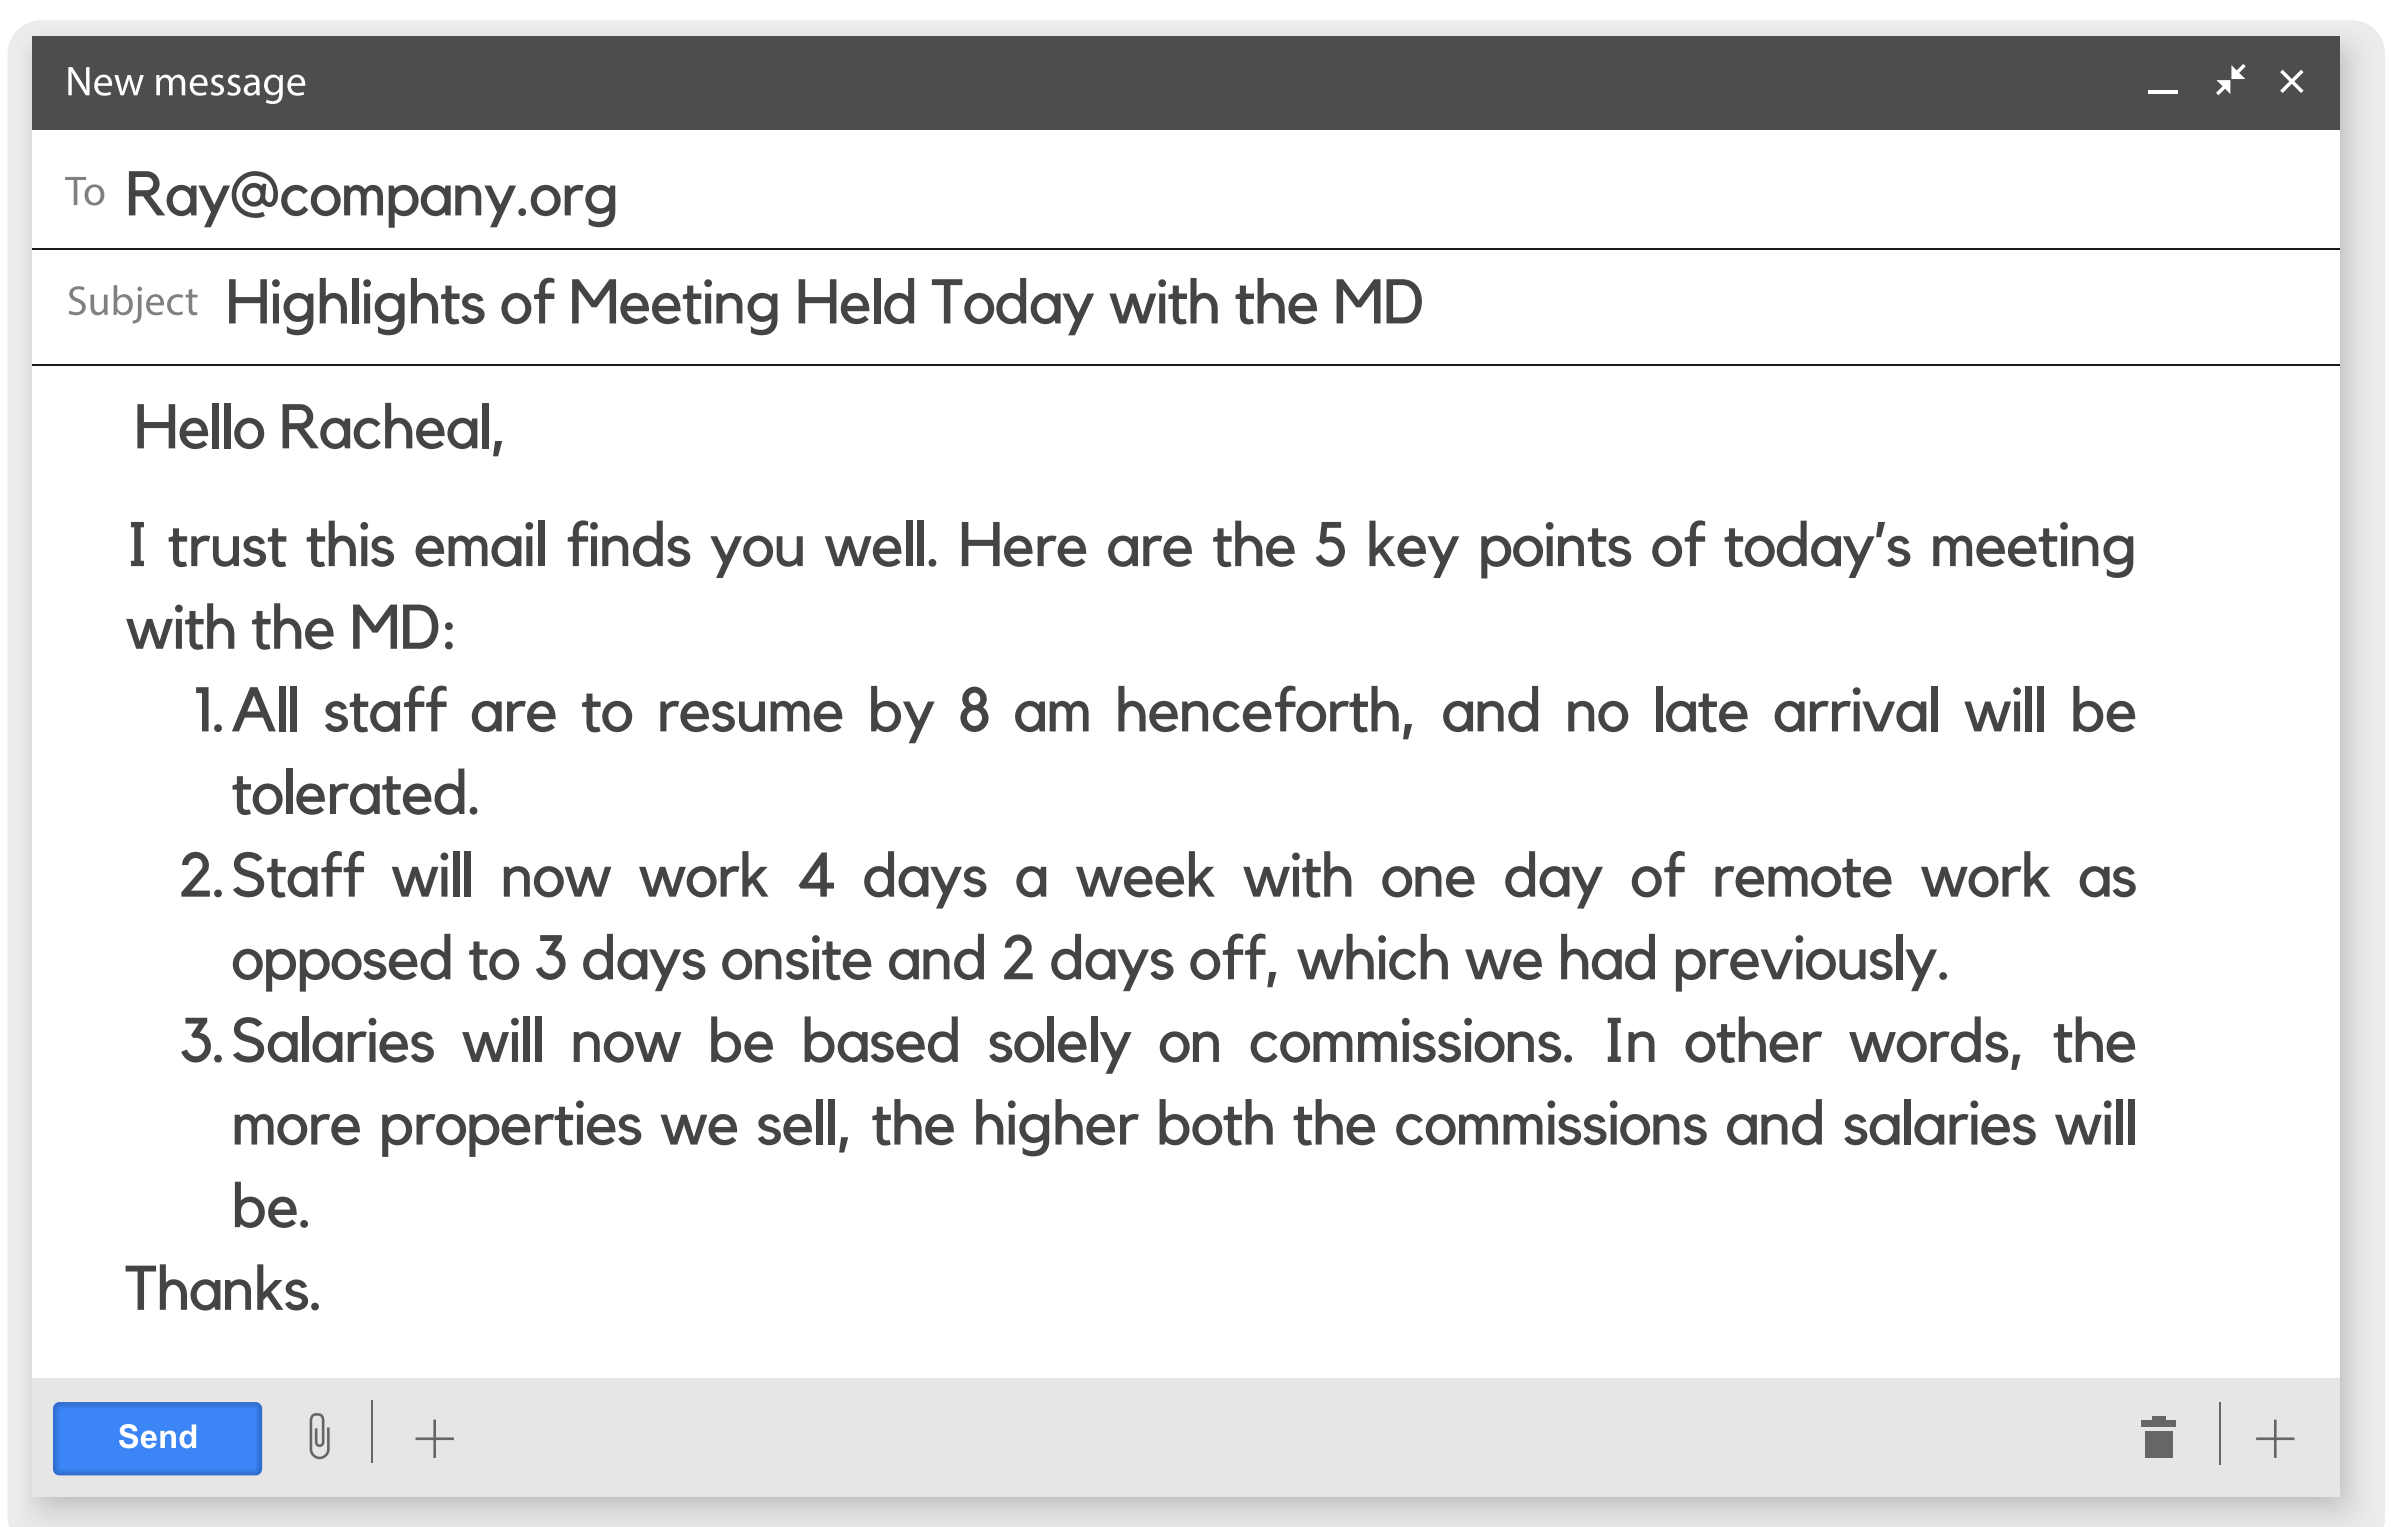 New message
To Ray@company.org
Subject Highlights of Meeting Held Today with the MD
Hello Racheal,
I trust this email finds you well. Here are the 5 key points of today's meeting
with the MD:
1. All staff are to resume by 8 am henceforth, and no late arrival will be
tolerated.
2. Staff will now work 4 days a week with one day of remote work as
opposed to 3 days onsite and 2 days off, which we had previously.
3. Salaries will now be based solely on commissions. In other words, the
more properties we sell, the higher both the commissions and salaries will
be.
Thanks.
Send